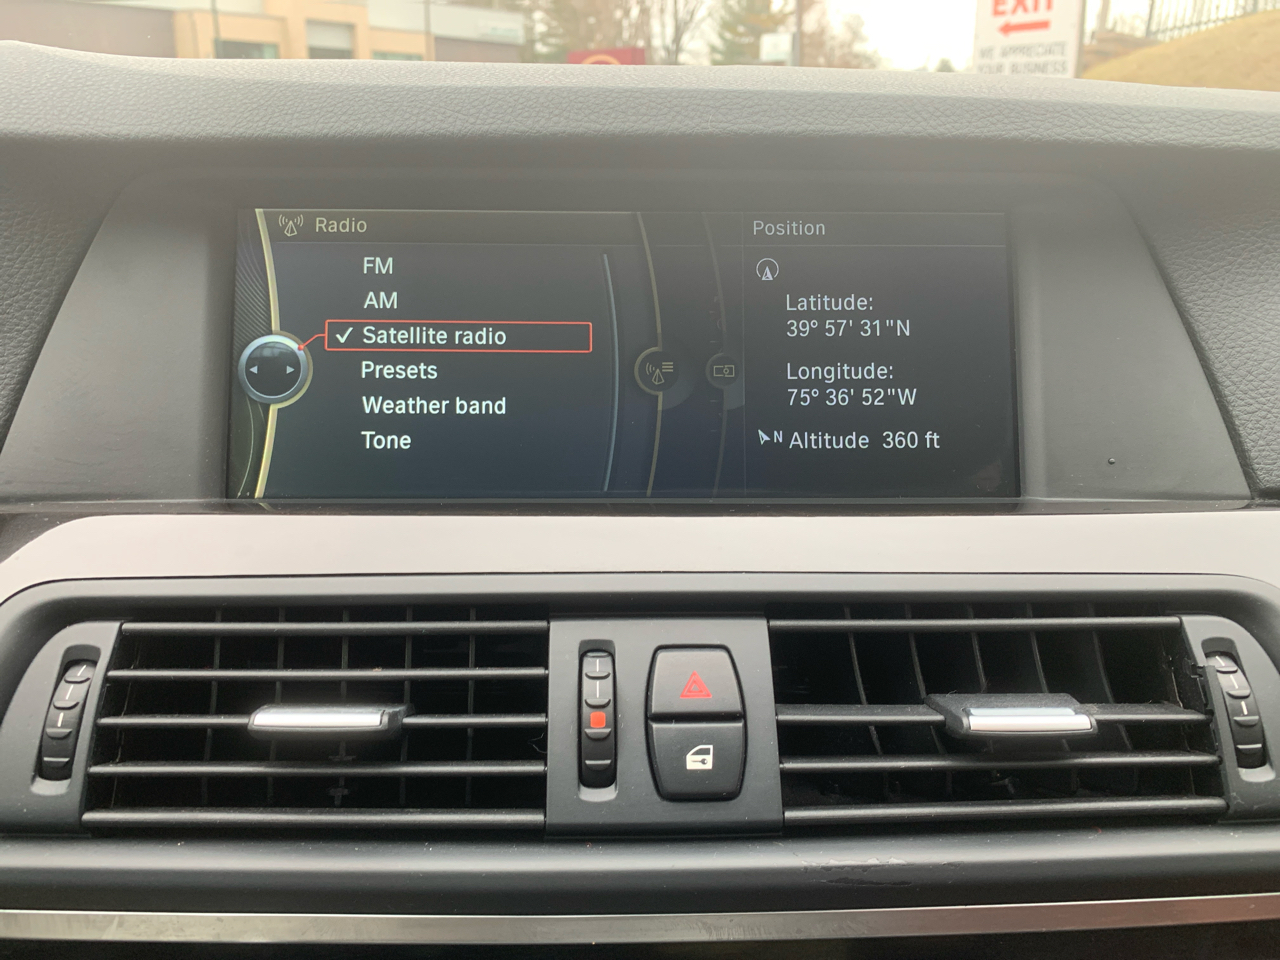 EXIT
WE APPRECIATE
YOUR BUSINESS
Radio
FM
AM
✓ Satellite radio
Presets
Weather band
Tone
Position
Latitude:
39° 57' 31"N
Longitude:
75° 36' 52"W
N Altitude 360 ft